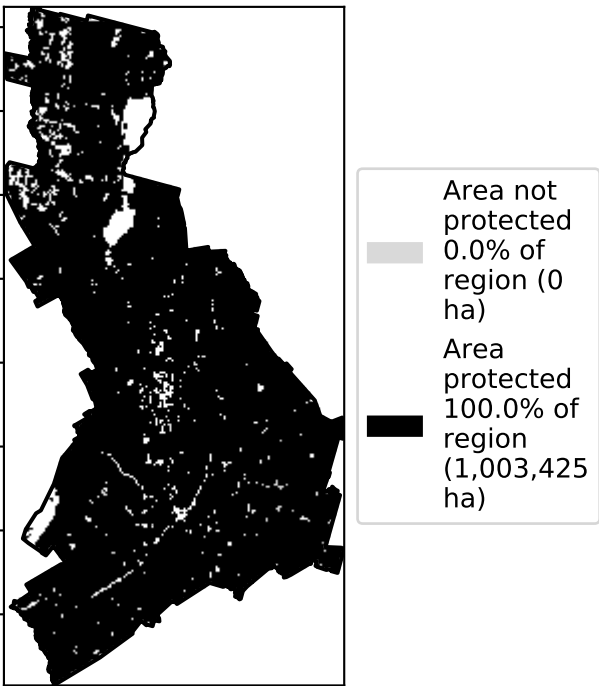 Area not
protected
0.0% of
region (0
ha)
Area
protected
100.0% of
region
(1,003,425
ha)